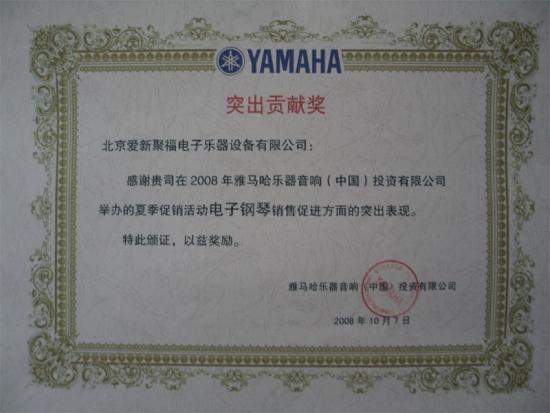 YAMAHA
突出贡献奖
北京爱新聚福电子乐器设备有限公司：
感谢贵司在2008年雅马哈乐器音响（中国）投资有限公司
举办的夏季促销活动电子钢琴销售促进方面的突出表现。
特此颁证，以兹奖励。
雅马哈乐器音响（中国）投资有限公司
YAMAHA
2008年10月7日